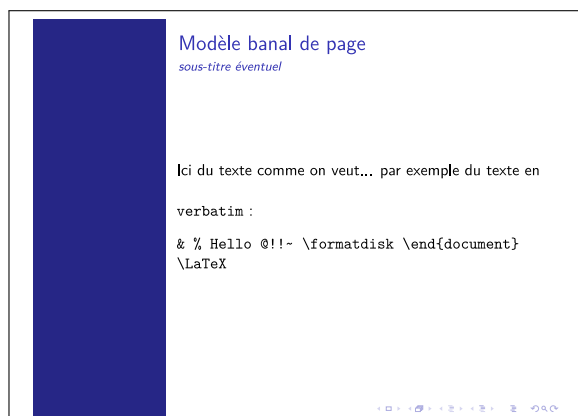 Modèle banal de page
sous-titre éventuel
Ici du texte comme on veut... par exemple du texte en
verbatim :
& % Hello @!!~ \formatdisk \end{document}
\LaTeX